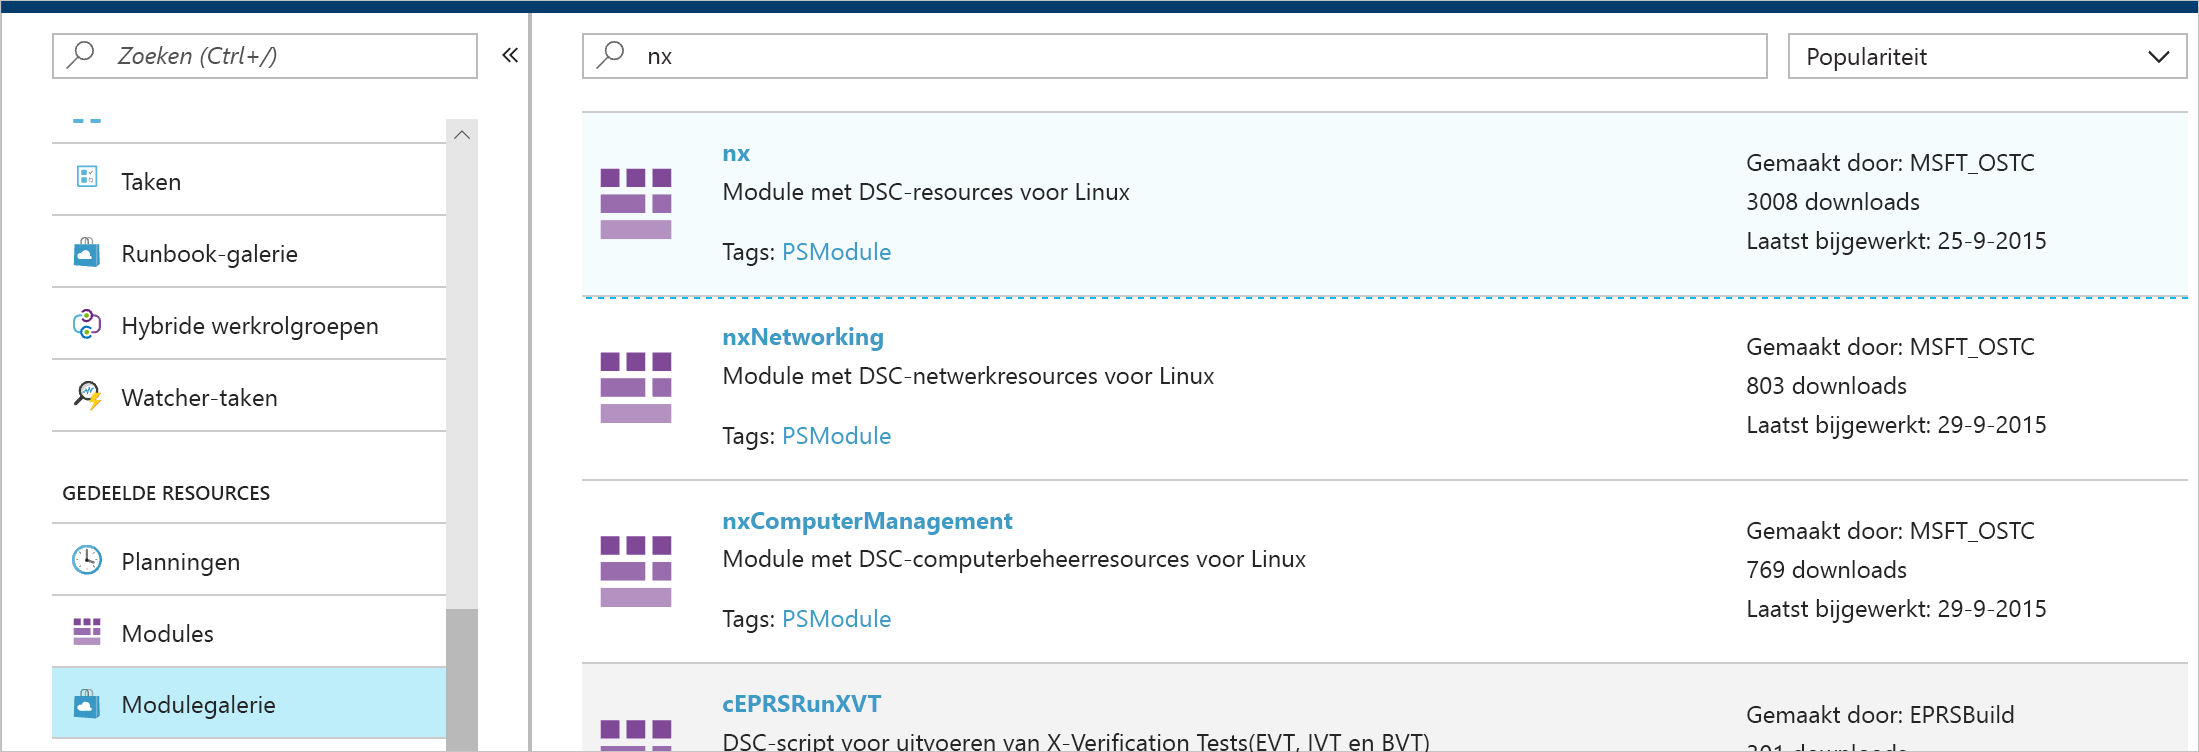 Zoeken (Ctrl+/)
«
Taken
Runbook-galerie
Hybride werkrolgroepen
Watcher-taken
GEDEELDE RESOURCES
Planningen
Modules
Modulegalerie
nx
Populariteit
nx
Module met DSC-resources voor Linux
Tags: PSModule
Gemaakt door: MSFT_OSTC
3008 downloads
Laatst bijgewerkt: 25-9-2015
nxNetworking
Module met DSC-netwerkresources voor Linux
Tags: PSModule
Gemaakt door: MSFT_OSTC
803 downloads
Laatst bijgewerkt: 29-9-2015
nxComputerManagement
Module met DSC-computerbeheerresources voor Linux
Tags: PSModule
Gemaakt door: MSFT_OSTC
769 downloads
Laatst bijgewerkt: 29-9-2015
cEPRSRunXVT
DSC-script voor uitvoeren van X-Verification Tests(EVT, IVT en BVT)
Gemaakt door: EPRSBuild
downloads